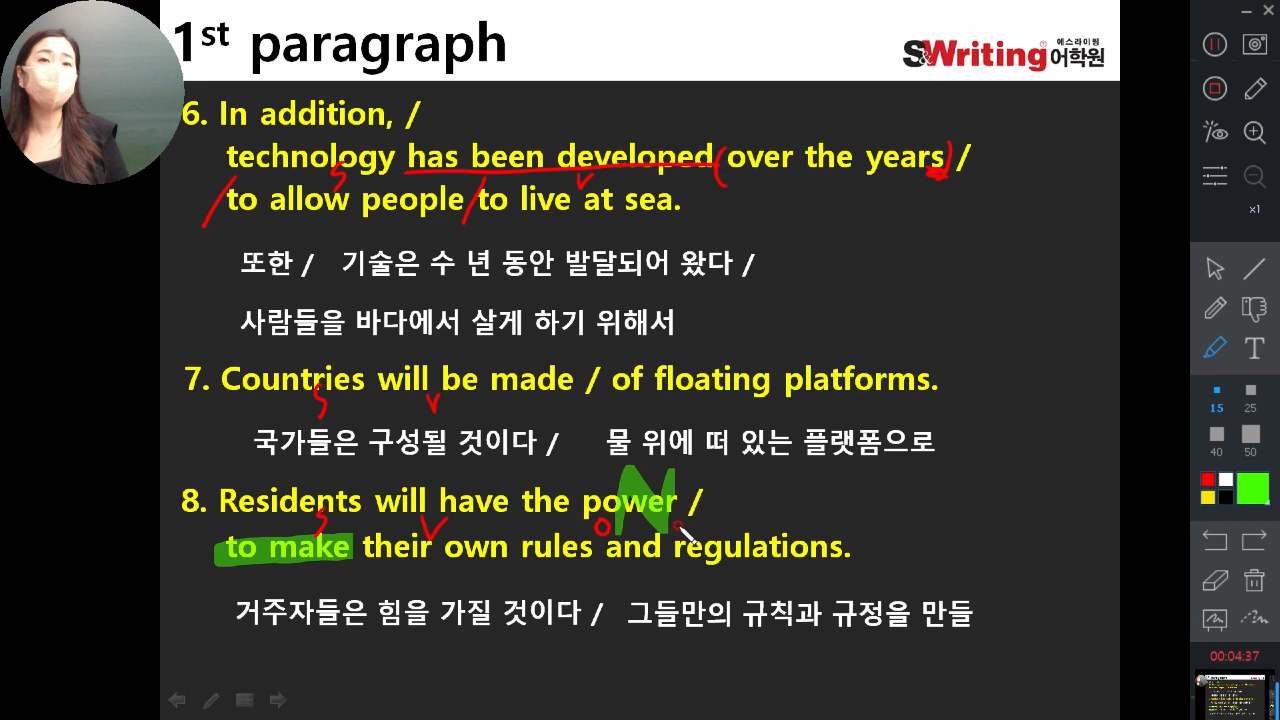 1st paragraph
S&Writing 어학원
에스라이팅
6. In addition, /
technology has been developed over the years /
to allow people to live at sea.
또한 / 기술은 수 년 동안 발달되어 왔다 /
사람들을 바다에서 살게 하기 위해서
7. Countries will be made / of floating platforms.
S V
국가들은 구성될 것이다 / 물 위에 떠 있는 플랫폼으로
8. Residents will have the power /
N
S V O
to make their own rules and regulations.
거주자들은 힘을 가질 것이다 / 그들만의 규칙과 규정을 만들
x1
T
15 25
40 50
00:04:37